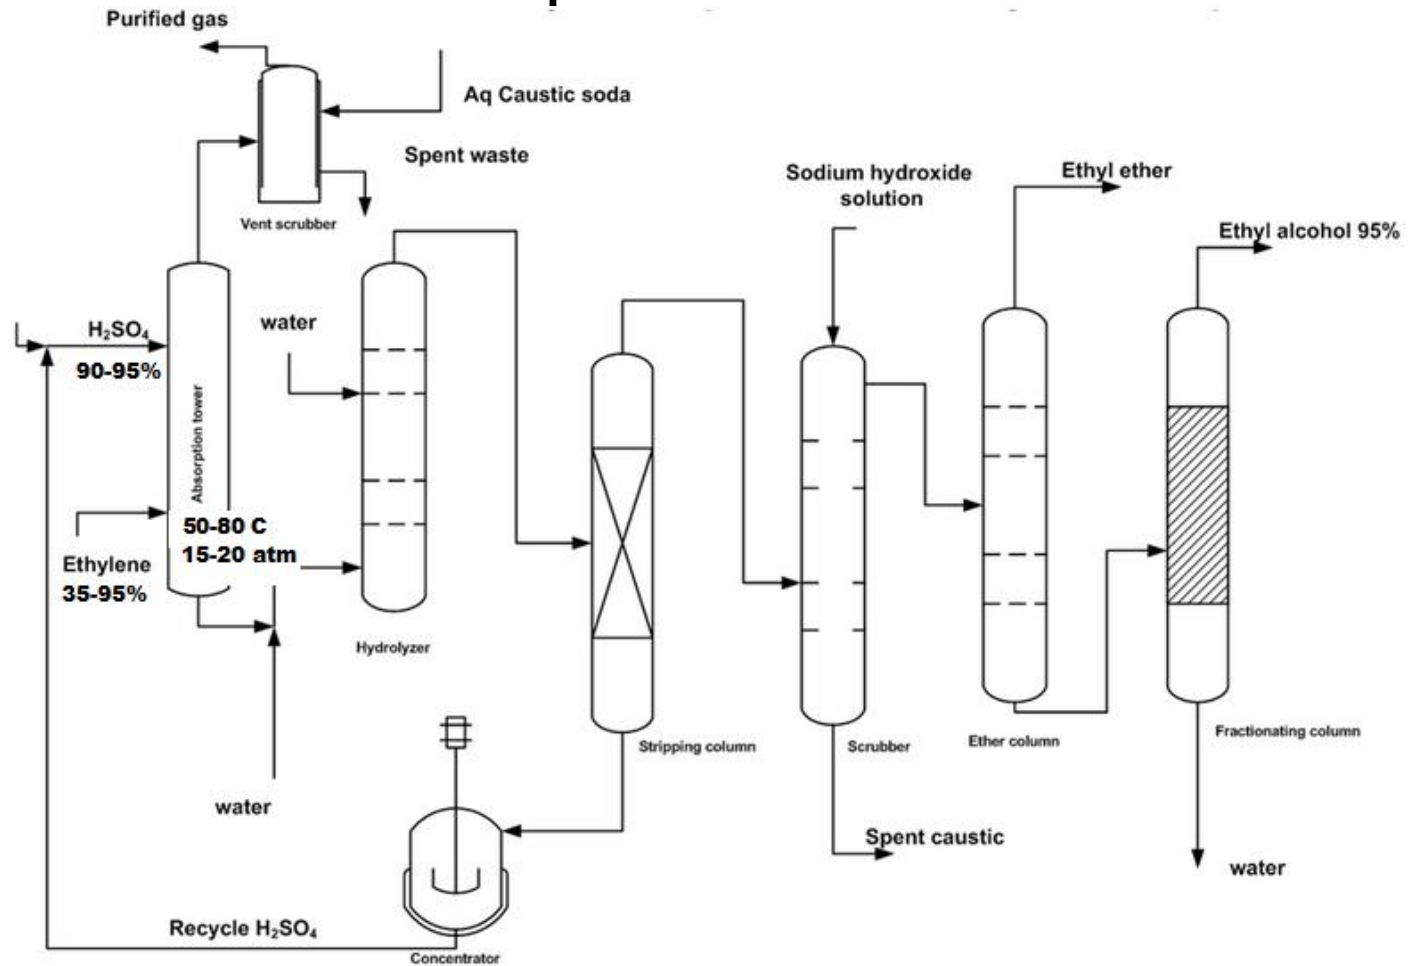 Purified gas
Aq Caustic soda
Spent waste
Vent scrubber
Sodium hydroxide
solution
Ethyl ether
Ethyl alcohol 95%
water
H₂SO₄
90-95%
Absorption tower
50-80 C
15-20 atm
Ethylene
35-95%
Hydrolyzer
Stripping column
Scrubber
Ether column
Fractionating column
water
Spent caustic
water
Recycle H₂SO₄
Concentrator